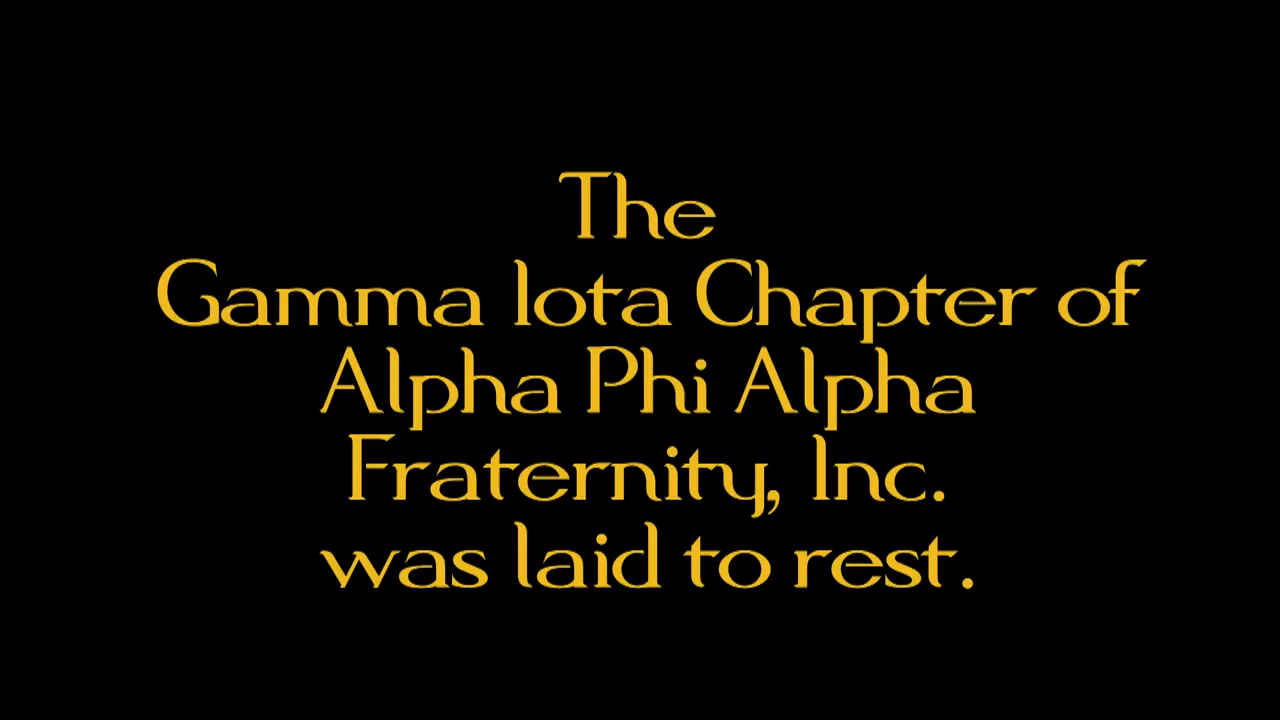 The
Gamma Iota Chapter of
Alpha Phi Alpha
Fraternity, Inc.
was laid to rest.